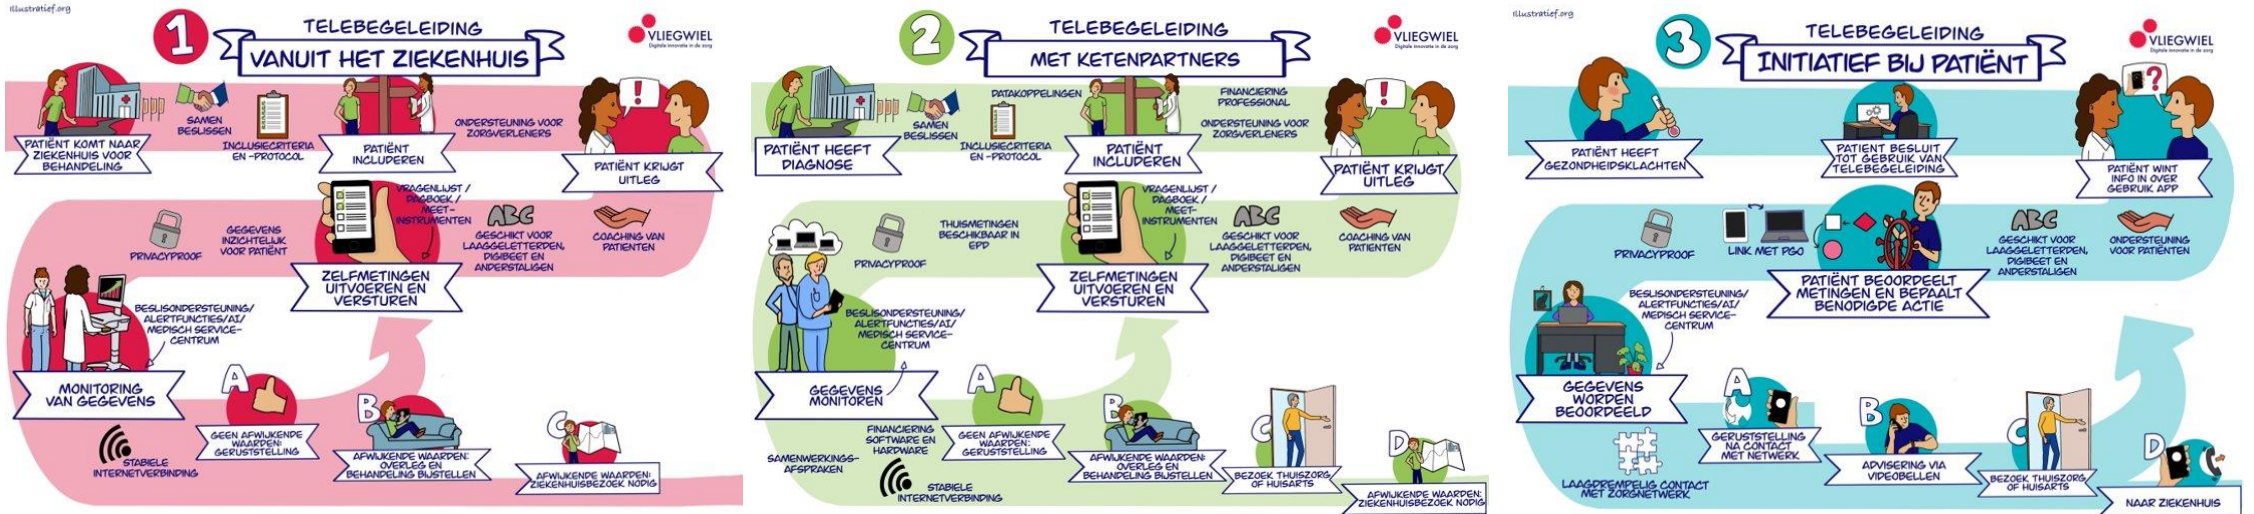 Illustratief.org
1
TELEBEGELEIDING
VANUIT HET ZIEKENHUIS
VLIEGWIEL
Digitale innovatie in de zorg
PATIËNT KOMT NAAR
ZIEKENHUIS VOOR
BEHANDELING
SAMEN
BESLISSEN
INCLUSIECRITERIA
EN -PROTOCOL
PATIËNT
INCLUDEREN
ONDERSTEUNING VOOR
ZORGVERLENERS
!
PATIËNT KRIJGT
UITLEG
PRIVACYPROOF
GEGEVENS
INZICHTELIJK
VOOR PATIËNT
VRAGENLIJST /
DAGBOEK /
MEET-
INSTRUMENTEN
ZELFMETINGEN
UITVOEREN EN
VERSTUREN
ABC
GESCHIKT VOOR
LAAGGELETTERDEN,
DIGIBEET EN
ANDERSTALIGEN
COACHING VAN
PATIENTEN
BESLISONDERSTEUNING/
ALERTFUNCTIES/AI/
MEDISCH SERVICE-
CENTRUM
MONITORING
VAN GEGEVENS
STABIELE
INTERNETVERBINDING
A
GEEN AFWIJKENDE
WAARDEN:
GERUSTSTELLING
B
AFWIJKENDE WAARDEN:
OVERLEG EN
BEHANDELING BIJSTELLEN
C
AFWIJKENDE WAARDEN:
ZIEKENHUISBEZOEK NODIG
2
TELEBEGELEIDING
MET KETENPARTNERS
VLIEGWIEL
Digitale innovatie in de zorg
PATIËNT HEEFT
DIAGNOSE
SAMEN
BESLISSEN
DATAKOPPELINGEN
INCLUSIECRITERIA
EN -PROTOCOL
PATIËNT
INCLUDEREN
FINANCIERING
PROFESSIONAL
ONDERSTEUNING VOOR
ZORGVERLENERS
!
PATIËNT KRIJGT
UITLEG
PRIVACYPROOF
THUISMETINGEN
BESCHIKBAAR IN
EPD
VRAGENLIJST /
DAGBOEK /
MEET-
INSTRUMENTEN
ZELFMETINGEN
UITVOEREN EN
VERSTUREN
ABC
GESCHIKT VOOR
LAAGGELETTERDEN,
DIGIBEET EN
ANDERSTALIGEN
COACHING VAN
PATIENTEN
BESLISONDERSTEUNING/
ALERTFUNCTIES/AI/
MEDISCH SERVICE-
CENTRUM
GEGEVENS
MONITOREN
SAMENWERKINGS-
AFSPRAKEN
FINANCIERING
SOFTWARE EN
HARDWARE
STABIELE
INTERNETVERBINDING
A
GEEN AFWIJKENDE
WAARDEN:
GERUSTSTELLING
B
AFWIJKENDE WAARDEN:
OVERLEG EN
BEHANDELING BIJSTELLEN
C
BEZOEK THUISZORG
OF HUISARTS
D
AFWIJKENDE WAARDEN:
ZIEKENHUISBEZOEK NODIG
Illustratief.org
3
TELEBEGELEIDING
INITIATIEF BIJ PATIËNT
VLIEGWIEL
Digitale innovatie in de zorg
PATIËNT HEEFT
GEZONDHEIDSKLACHTEN
PATIENT BESLUIT
TOT GEBRUIK VAN
TELEBEGELEIDING
?
PATIËNT WINT
INFO IN OVER
GEBRUIK APP
PRIVACYPROOF
LINK MET PGO
PATIËNT BEOORDEELT
METINGEN EN BEPAALT
BENODIGDE ACTIE
ABC
GESCHIKT VOOR
LAAGGELETTERDEN,
DIGIBEET EN
ANDERSTALIGEN
ONDERSTEUNING
VOOR PATIËNTEN
BESLISONDERSTEUNING/
ALERTFUNCTIES/AI/
MEDISCH SERVICE-
CENTRUM
GEGEVENS
WORDEN
BEOORDEELD
LAAGDREMPELIG CONTACT
MET ZORGNETWERK
A
GERUSTSTELLING
NA CONTACT
MET NETWERK
B
ADVISERING VIA
VIDEOBELLEN
C
BEZOEK THUISZORG
OF HUISARTS
D
NAAR ZIEKENHUIS